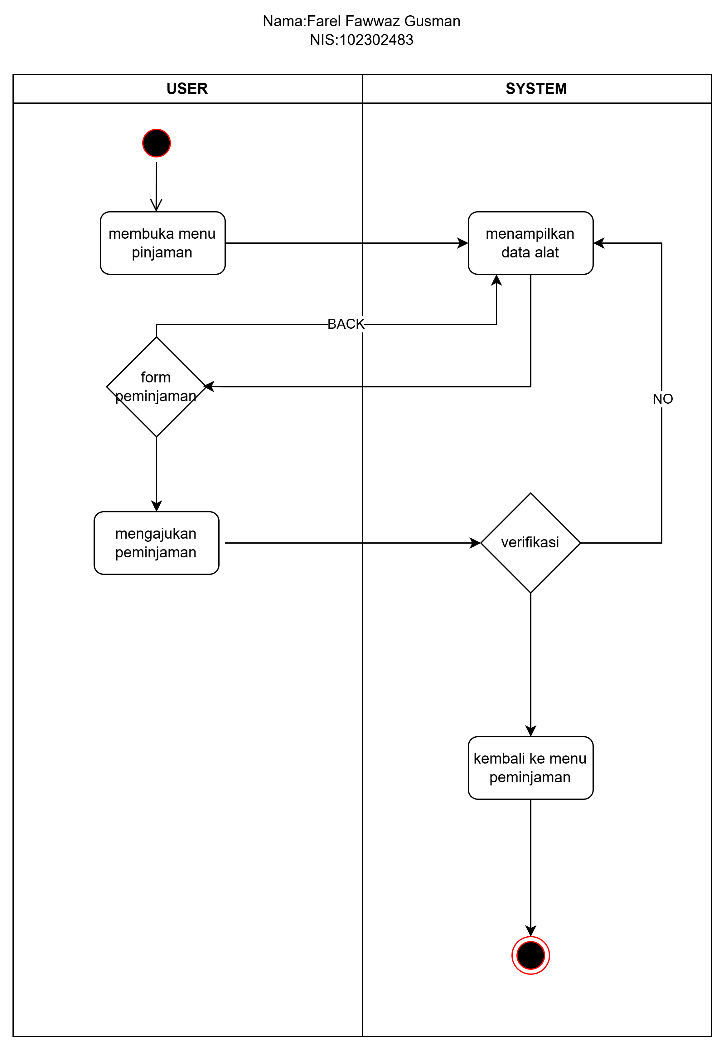 Nama:Farel Fawwaz Gusman
NIS:102302483
USER
SYSTEM
membuka menu
pinjaman
menampilkan
data alat
BACK
form
peminjaman
NO
mengajukan
peminjaman
verifikasi
kembali ke menu
peminjaman